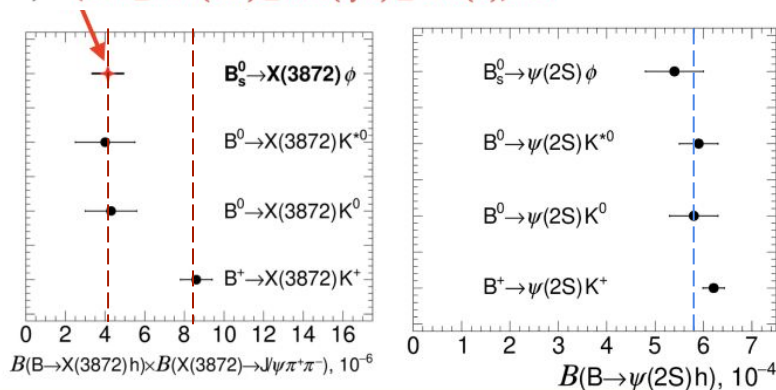 B⁰ₛ→X(3872)φ
B⁰→X(3872)K*⁰
B⁰→X(3872)K⁰
B⁺→X(3872)K⁺
0 2 4 6 8 10 12 14 16
B(B→X(3872)h)×B(X(3872)→J/ψπ⁺π⁻), 10⁻⁶
B⁰ₛ→ψ(2S)φ
B⁰→ψ(2S)K*⁰
B⁰→ψ(2S)K⁰
B⁺→ψ(2S)K⁺
0 1 2 3 4 5 6 7
B(B→ψ(2S)h), 10⁻⁴